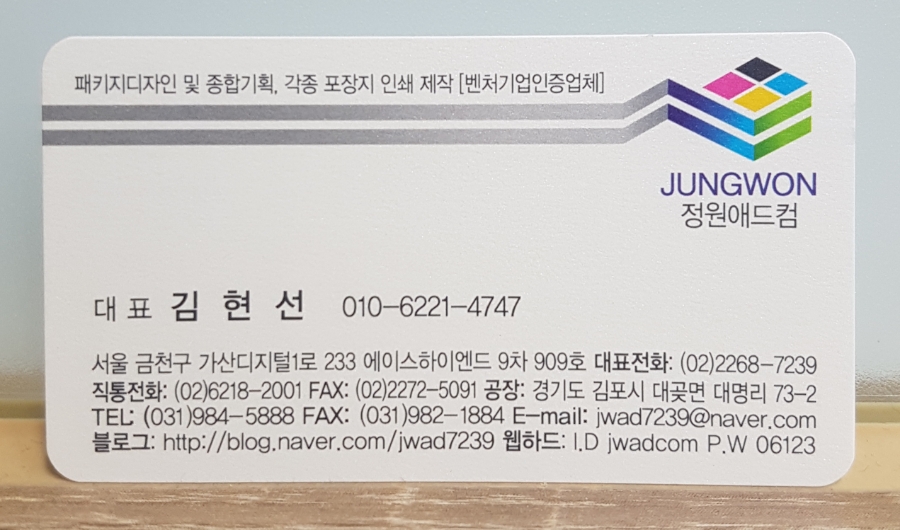 패키지디자인 및 종합기획, 각종 포장지 인쇄 제작 [벤처기업인증업체]
JUNGWON
정원애드컴
대 표 김 현 선 010-6221-4747
서울 금천구 가산디지털1로 233 에이스하이엔드 9차 909호 대표전화: (02)2268-7239
직통전화: (02)6218-2001 FAX: (02)2272-5091 공장: 경기도 김포시 대곶면 대명리 73-2
TEL: (031)984-5888 FAX: (031)982-1884 E-mail: jwad7239@naver.com
블로그: http://blog.naver.com/jwad7239 웹하드: I.D jwadcom P.W 06123